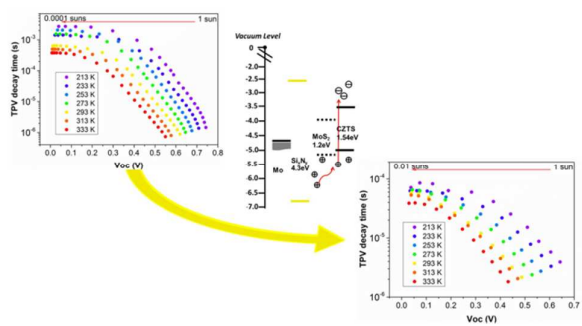 0.0001 suns 1 sun
TPV decay time (s)
10⁻³
10⁻⁴
10⁻⁵
10⁻⁶
213 K
233 K
253 K
273 K
293 K
313 K
333 K
0.0 0.1 0.2 0.3 0.4 0.5 0.6 0.7 0.8
Voc (V)
Vacuum Level
0
-2.5
-3.0
-3.5
-4.0
-4.5
-5.0
-5.5
-6.0
-6.5
-7.0
Mo
Si₃N₄
4.3eV
MoS₂
1.2eV
CZTS
1.54eV
0.01 suns 1 sun
TPV decay time (s)
10⁻⁴
10⁻⁵
10⁻⁶
213 K
233 K
253 K
273 K
293 K
313 K
333 K
0.0 0.1 0.2 0.3 0.4 0.5 0.6 0.7
Voc (V)